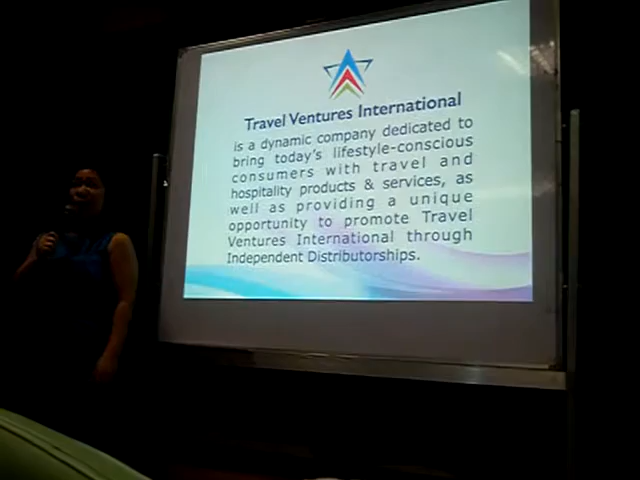 Travel Ventures International
is a dynamic company dedicated to
bring today's lifestyle-conscious
consumers with travel and
hospitality products & services, as
well as providing a unique
opportunity to promote Travel
Ventures International through
Independent Distributorships.